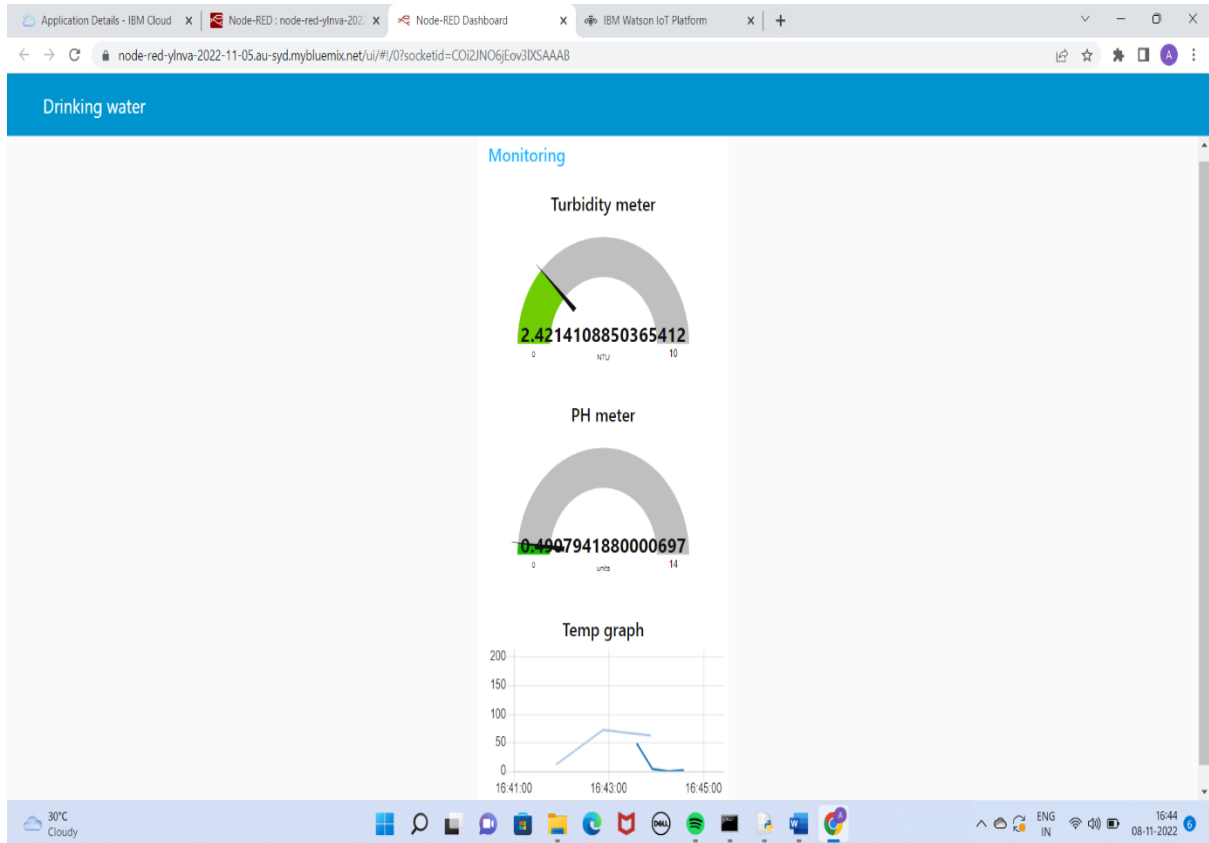 Application Details - IBM Cloud
Node-RED : node-red-ylnva-202
Node-RED Dashboard
IBM Watson IoT Platform
node-red-ylnva-2022-11-05.au-syd.mybluemix.net/ui/#!/0?socketid=COi2JNO6jEov3lXSAAAB
A
Drinking water
Monitoring
Turbidity meter
2.4214108850365412
0 NTU 10
PH meter
0.4907941880000697
0 units 14
Temp graph
200
150
100
50
0
16:41:00 16:43:00 16:45:00
30°C
Cloudy
DELL
W
ENG
IN
16:44
08-11-2022
6